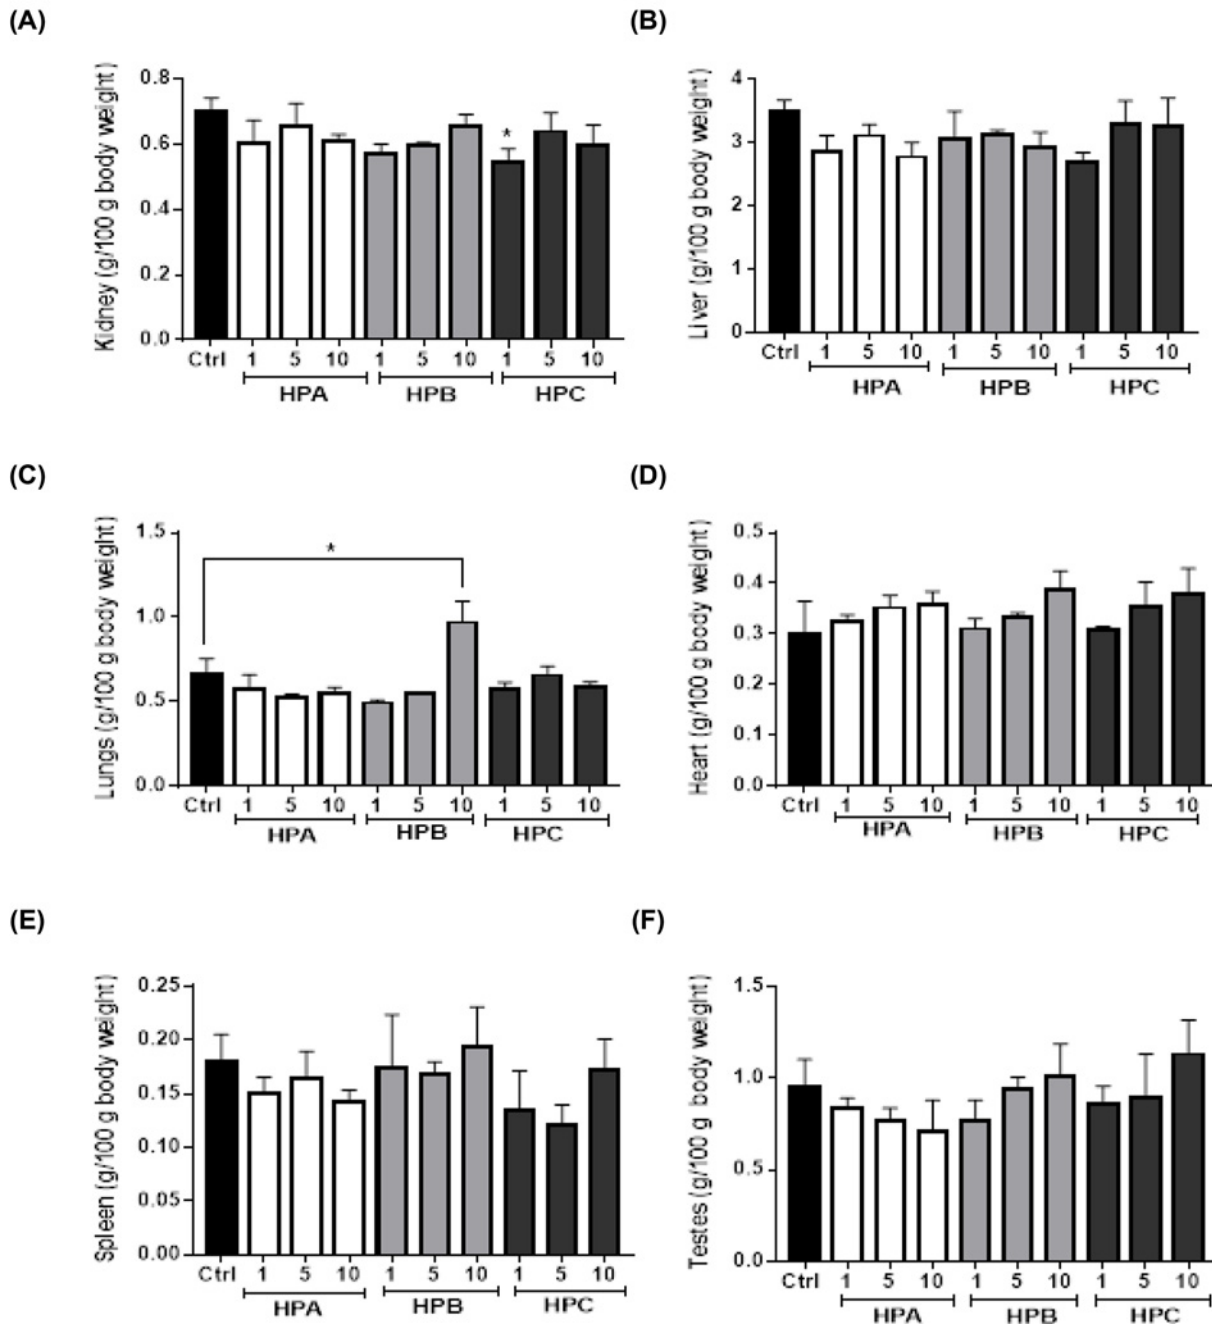 (A)
Kidney (g/100 g body weight)
0.8
0.6
0.4
0.2
0.0
*
Ctrl 1 5 10 1 5 10 1 5 10
HPA HPB HPC
(B)
Liver (g/100 g body weight)
4
3
2
1
0
Ctrl 1 5 10 1 5 10 1 5 10
HPA HPB HPC
(C)
Lungs (g/100 g body weight)
1.5
1.0
0.5
0.0
*
Ctrl 1 5 10 1 5 10 1 5 10
HPA HPB HPC
(D)
Heart (g/100 g body weight)
0.5
0.4
0.3
0.2
0.1
0.0
Ctrl 1 5 10 1 5 10 1 5 10
HPA HPB HPC
(E)
Spleen (g/100 g body weight)
0.25
0.20
0.15
0.10
0.05
0.00
Ctrl 1 5 10 1 5 10 1 5 10
HPA HPB HPC
(F)
Testes (g/100 g body weight)
1.5
1.0
0.5
0.0
Ctrl 1 5 10 1 5 10 1 5 10
HPA HPB HPC